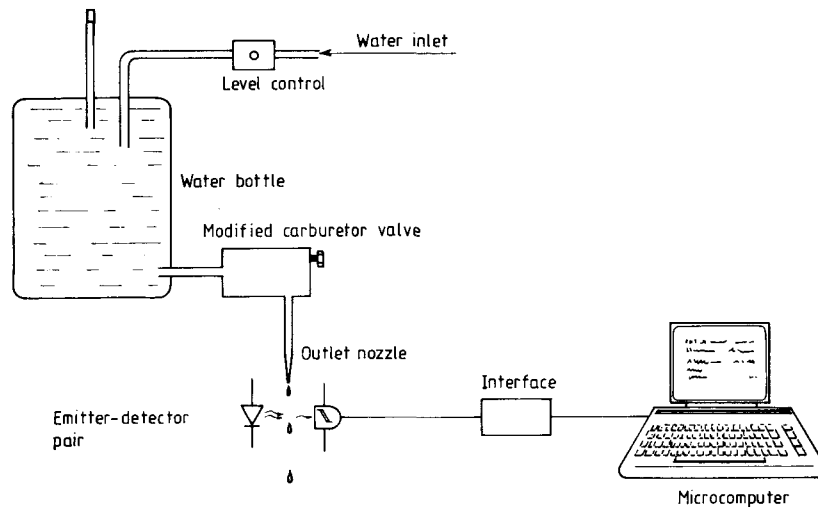 Water inlet
Level control
Water bottle
Modified carburetor valve
Outlet nozzle
Interface
Emitter-detector
pair
Microcomputer